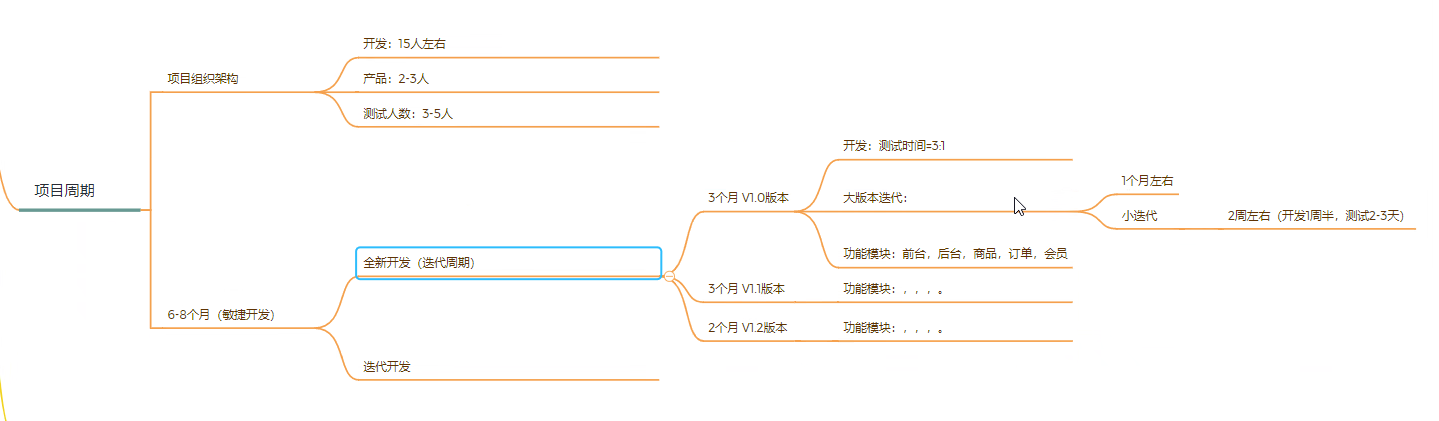 项目周期
项目组织架构
开发：15人左右
产品：2-3人
测试人数：3-5人
6-8个月（敏捷开发）
全新开发（迭代周期）
3个月 V1.0版本
开发：测试时间=3:1
大版本迭代：
1个月左右
小迭代
2周左右（开发1周半，测试2-3天）
功能模块：前台，后台，商品，订单，会员
3个月 V1.1版本
功能模块：，，，。
2个月 V1.2版本
功能模块：，，，。
迭代开发